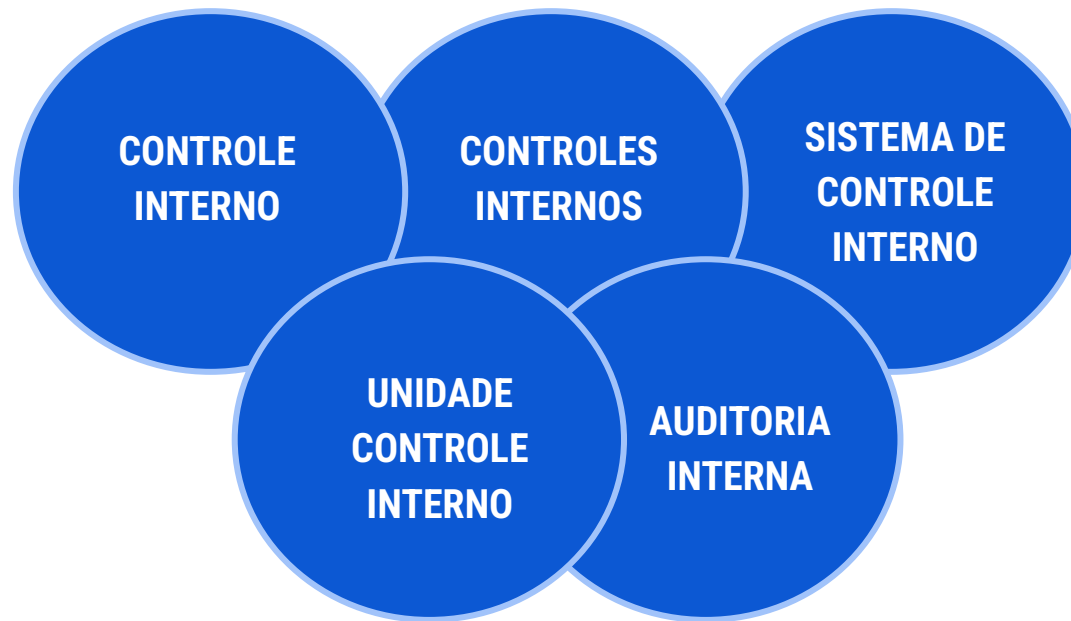 CONTROLE
INTERNO
CONTROLES
INTERNOS
SISTEMA DE
CONTROLE
INTERNO
UNIDADE
CONTROLE
INTERNO
AUDITORIA
INTERNA